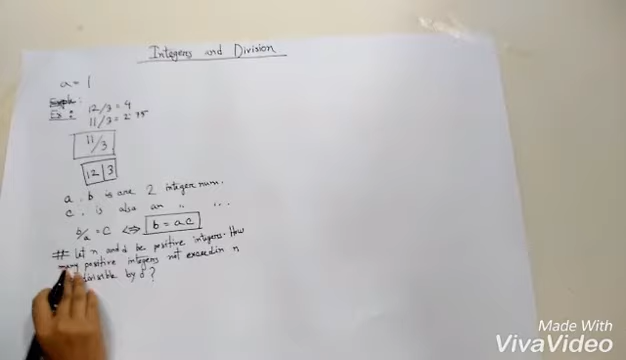 Integers and Division
a = 1
Ex :
12/3 = 4
11/3 = 2 75
11/3
12|3
a, b is are 2 integer num.
c, is also an " " ..
b/a = c <=> b = ac
# Let n and d be positive integers. How
many positive integers not exceedin n
divisible by d ?
Made With
VivaVideo